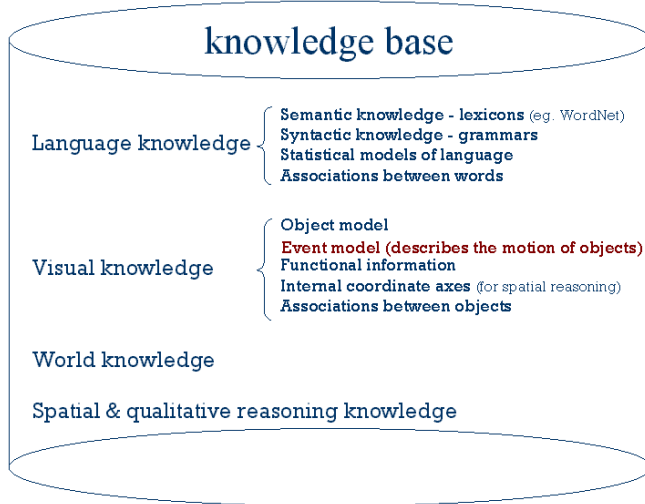 knowledge base
Language knowledge
Semantic knowledge - lexicons (eg. WordNet)
Syntactic knowledge - grammars
Statistical models of language
Associations between words
Visual knowledge
Object model
Event model (describes the motion of objects)
Functional information
Internal coordinate axes (for spatial reasoning)
Associations between objects
World knowledge
Spatial & qualitative reasoning knowledge